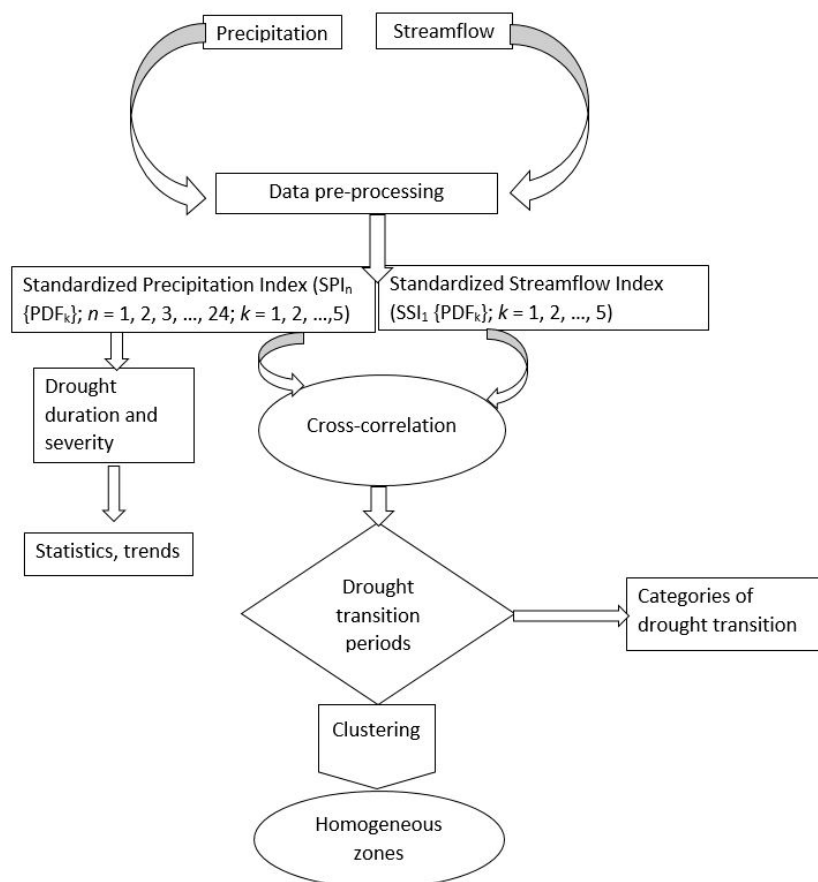 Precipitation
Streamflow
Data pre-processing
Standardized Precipitation Index (SPIₙ
{PDFₖ}; n = 1, 2, 3, ..., 24; k = 1, 2, ...,5)
Standardized Streamflow Index
(SSI₁ {PDFₖ}; k = 1, 2, ..., 5)
Drought
duration and
severity
Cross-correlation
Statistics, trends
Drought
transition
periods
Categories of
drought transition
Clustering
Homogeneous
zones